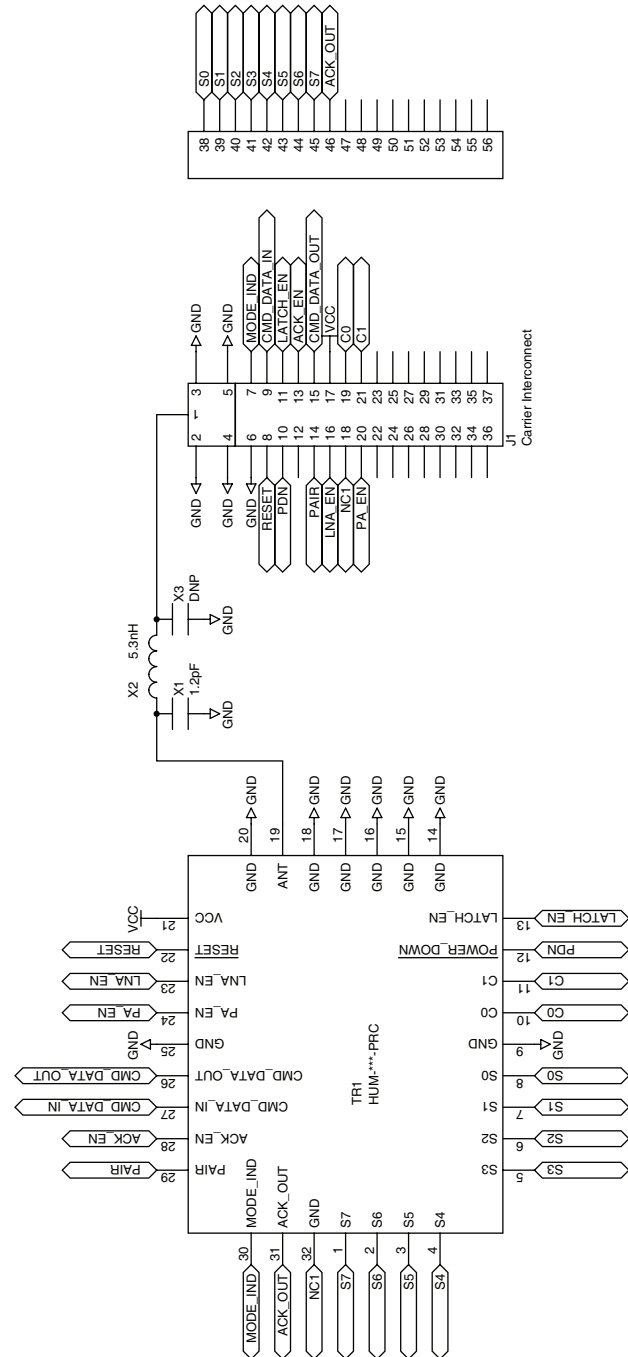 38 S0
39 S1
40 S2
41 S3
42 S4
43 S5
44 S6
45 S7
46 ACK_OUT
47
48
49
50
51
52
53
54
55
56
GND 2 3 GND
1
GND 4 5 GND
GND 6 7 MODE_IND
RESET 8 9 CMD_DATA_IN
PDN 10 11 LATCH_EN
12 13 ACK_EN
PAIR 14 15 CMD_DATA_OUT
LNA_EN 16 17 VCC
NC1 18 19 C0
PA_EN 20 21 C1
22 23
24 25
26 27
28 29
30 31
32 33
34 35
36 37
J1
Carrier Interconnect
X2
5.3nH
X1
1.2pF
GND
X3
DNP
GND
20 GND GND
19 ANT
18 GND GND
17 GND GND
16 GND GND
15 GND GND
14 GND GND
VCC 21 VCC
RESET 22 RESET
LNA_EN 23 LNA_EN
PA_EN 24 PA_EN
GND 25 GND
CMD_DATA_OUT 26 CMD_DATA_OUT
CMD_DATA_IN 27 CMD_DATA_IN
ACK_EN 28 ACK_EN
PAIR 29 PAIR
TR1
HUM-***-PRC
LATCH_EN 13 LATCH_EN
POWER_DOWN 12 PDN
C1 11 C1
C0 10 C0
GND 9 GND
S0 8 S0
S1 7 S1
S2 6 S2
S3 5 S3
MODE_IND 30 MODE_IND
ACK_OUT 31 ACK_OUT
NC1 32 GND
S7 1 S7
S6 2 S6
S5 3 S5
S4 4 S4